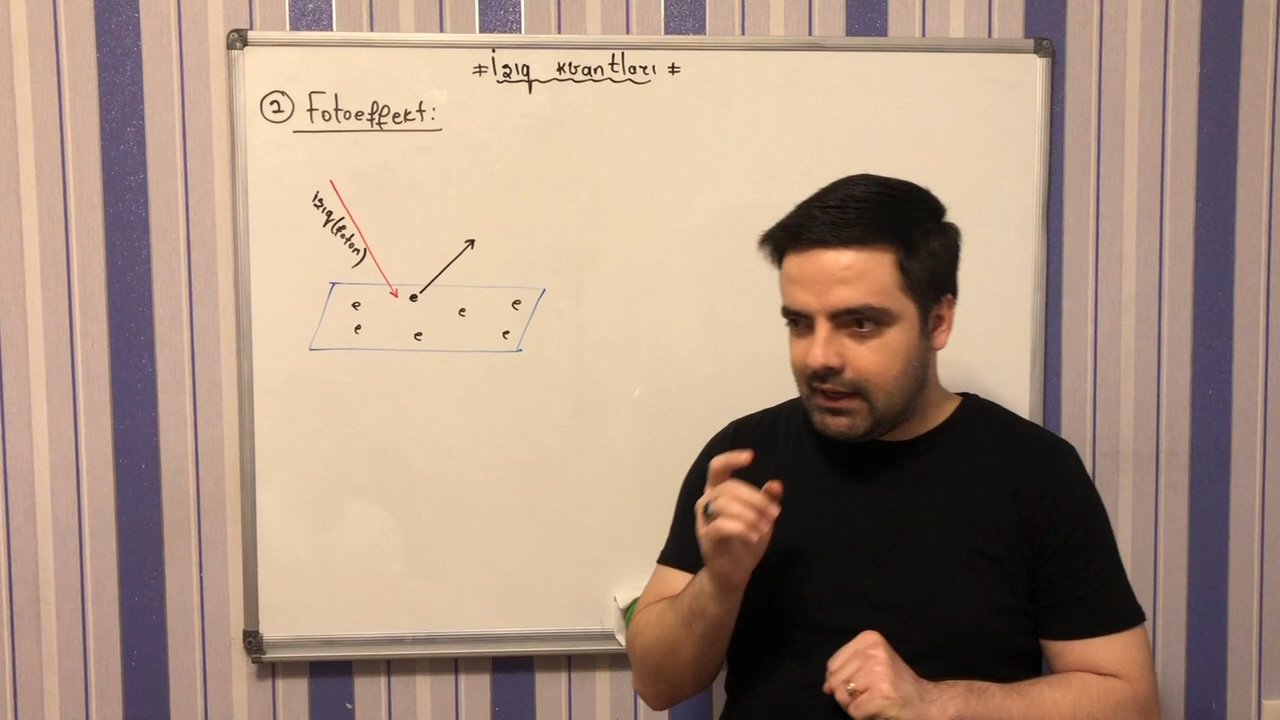 ≠ İşıq kvantları ≠
① Fotoeffekt:
işıq (foton)
e
e e e
e e e